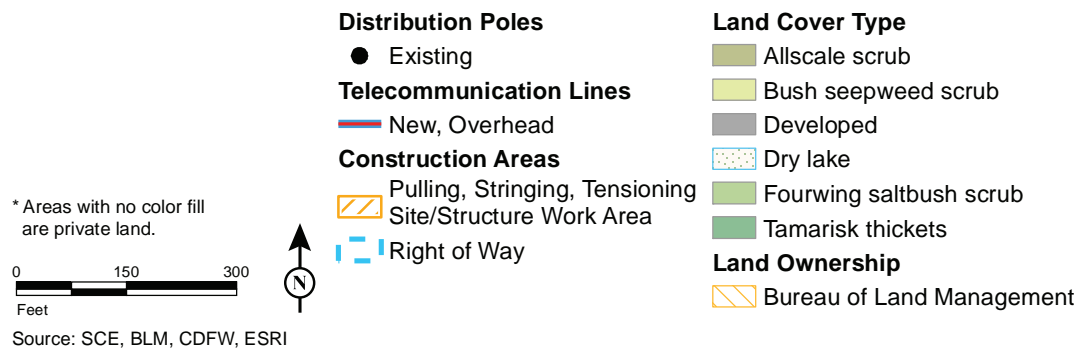 Distribution Poles
Existing
Telecommunication Lines
New, Overhead
Construction Areas
Pulling, Stringing, Tensioning
Site/Structure Work Area
Right of Way
Land Cover Type
Allscale scrub
Bush seepweed scrub
Developed
Dry lake
Fourwing saltbush scrub
Tamarisk thickets
Land Ownership
Bureau of Land Management
* Areas with no color fill
are private land.
0 150 300
Feet
N
Source: SCE, BLM, CDFW, ESRI